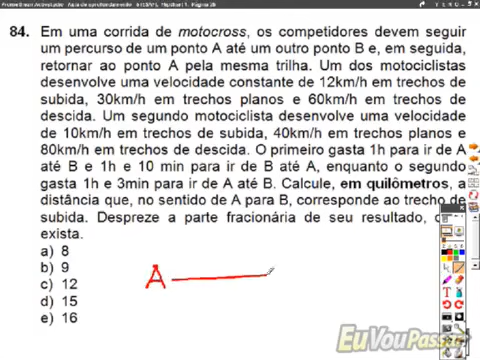 84. Em uma corrida de motocross, os competidores devem seguir
um percurso de um ponto A até um outro ponto B e, em seguida,
retornar ao ponto A pela mesma trilha. Um dos motociclistas
desenvolve uma velocidade constante de 12km/h em trechos de
subida, 30km/h em trechos planos e 60km/h em trechos de
descida. Um segundo motociclista desenvolve uma velocidade
de 10km/h em trechos de subida, 40km/h em trechos planos e
80km/h em trechos de descida. O primeiro gasta 1h para ir de A
até B e 1h e 10 min para ir de B até A, enquanto o segundo
gasta 1h e 3min para ir de A até B. Calcule, em quilômetros, a
distância que, no sentido de A para B, corresponde ao trecho de
subida. Despreze a parte fracionária de seu resultado,
exista.
a) 8
b) 9
c) 12
d) 15
e) 16
A
EuVouPassar